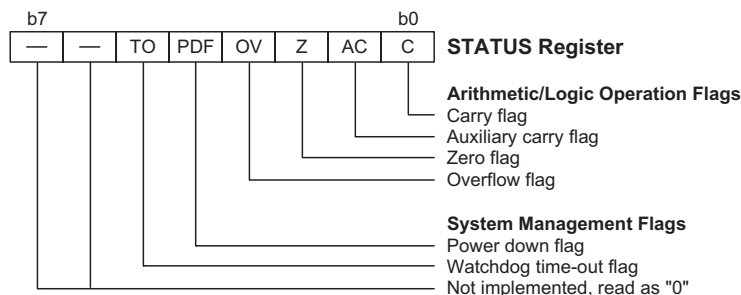 b7 b0
— — TO PDF OV Z AC C STATUS Register
Arithmetic/Logic Operation Flags
Carry flag
Auxiliary carry flag
Zero flag
Overflow flag
System Management Flags
Power down flag
Watchdog time-out flag
Not implemented, read as "0"